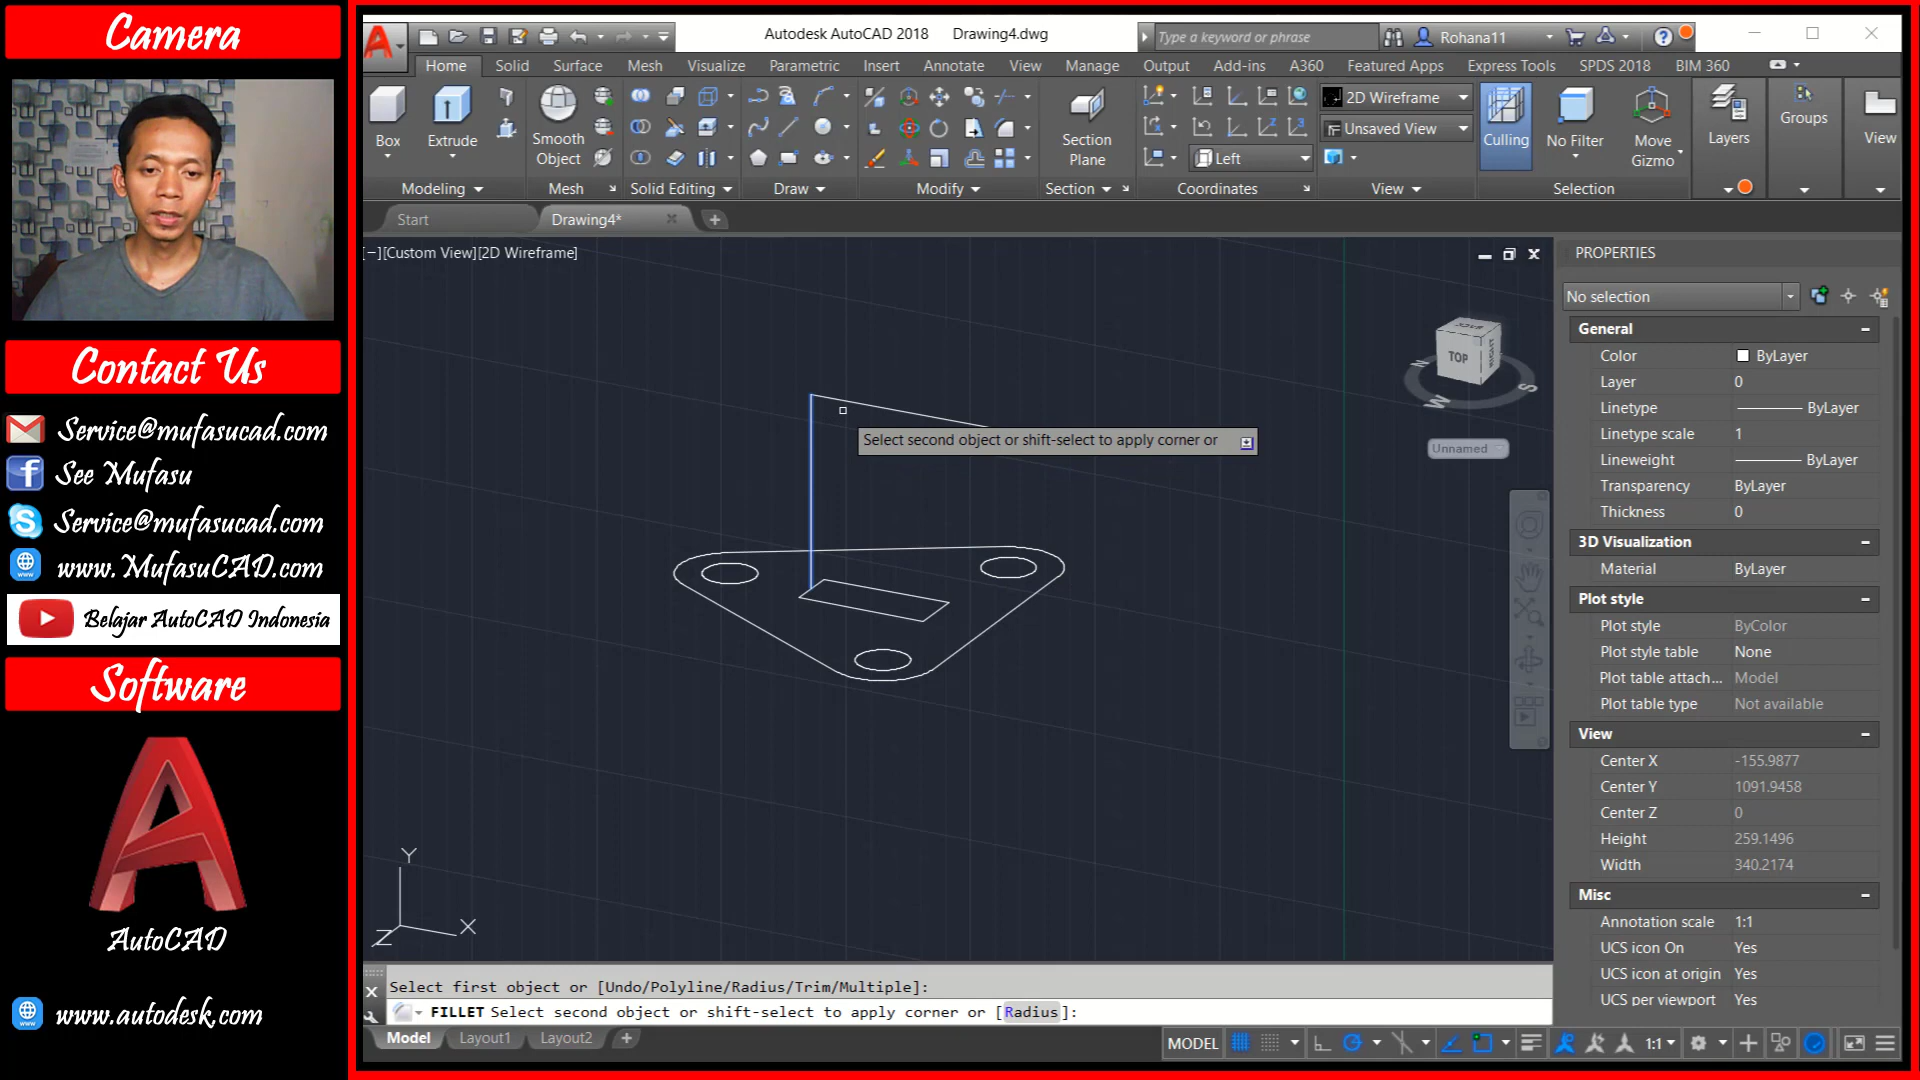 Camera
Contact Us
Service@mufasucad.com
See Mufasu
Service@mufasucad.com
www.MufasuCAD.com
Belajar AutoCAD Indonesia
Software
AutoCAD
www.autodesk.com
Autodesk AutoCAD 2018 Drawing4.dwg
Type a keyword or phrase
Rohana11
Home Solid Surface Mesh Visualize Parametric Insert Annotate View Manage Output Add-ins A360 Featured Apps Express Tools SPDS 2018 BIM 360
Box
Extrude
Smooth Object
Section Plane
2D Wireframe
Unsaved View
Left
Culling
No Filter
Move Gizmo
Layers
Groups
View
Modeling Mesh Solid Editing Draw Modify Section Coordinates View Selection
Start Drawing4*
[−][Custom View][2D Wireframe]
TOP
BACK
RIGHT
N
S
W
Unnamed
Select second object or shift-select to apply corner or
Y
X
Z
PROPERTIES
No selection
General
Color ByLayer
Layer 0
Linetype ByLayer
Linetype scale 1
Lineweight ByLayer
Transparency ByLayer
Thickness 0
3D Visualization
Material ByLayer
Plot style
Plot style ByColor
Plot style table None
Plot table attach... Model
Plot table type Not available
View
Center X -155.9877
Center Y 1091.9458
Center Z 0
Height 259.1496
Width 340.2174
Misc
Annotation scale 1:1
UCS icon On Yes
UCS icon at origin Yes
UCS per viewport Yes
Select first object or [Undo/Polyline/Radius/Trim/Multiple]:
FILLET Select second object or shift-select to apply corner or [Radius]:
Model Layout1 Layout2
MODEL 1:1